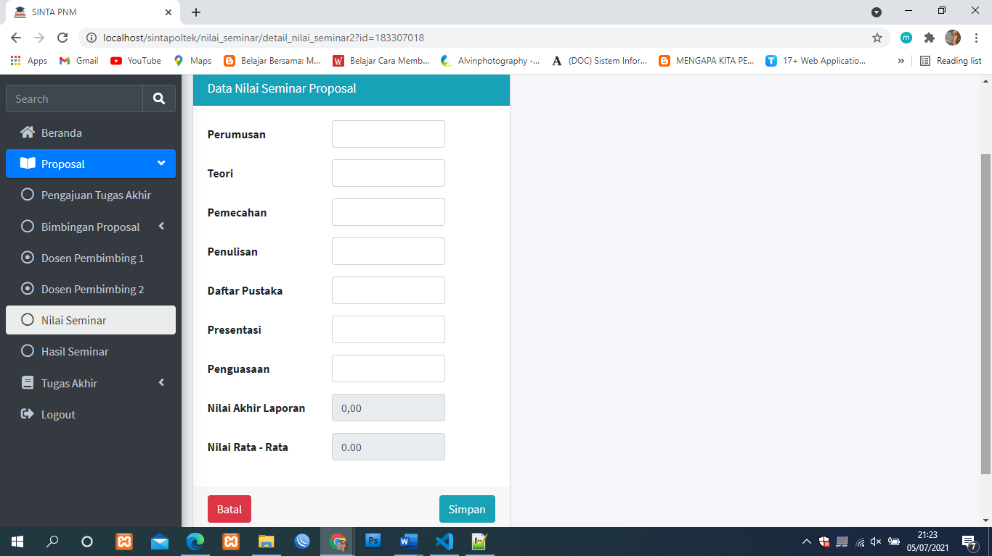 SINTA PNM
localhost/sintapoltek/nilai_seminar/detail_nilai_seminar2?id=183307018
m
Apps
Gmail
YouTube
Maps
Belajar Bersama: M...
Belajar Cara Memb...
Alvinphotography -...
(DOC) Sistem Infor...
MENGAPA KITA PE...
17+ Web Applicatio...
»
Reading list
Search
Beranda
Proposal
Pengajuan Tugas Akhir
Bimbingan Proposal
Dosen Pembimbing 1
Dosen Pembimbing 2
Nilai Seminar
Hasil Seminar
Tugas Akhir
Logout
Data Nilai Seminar Proposal
Perumusan
Teori
Pemecahan
Penulisan
Daftar Pustaka
Presentasi
Penguasaan
Nilai Akhir Laporan
0,00
Nilai Rata - Rata
0.00
Batal
Simpan
Ps
21:23
05/07/2021
7